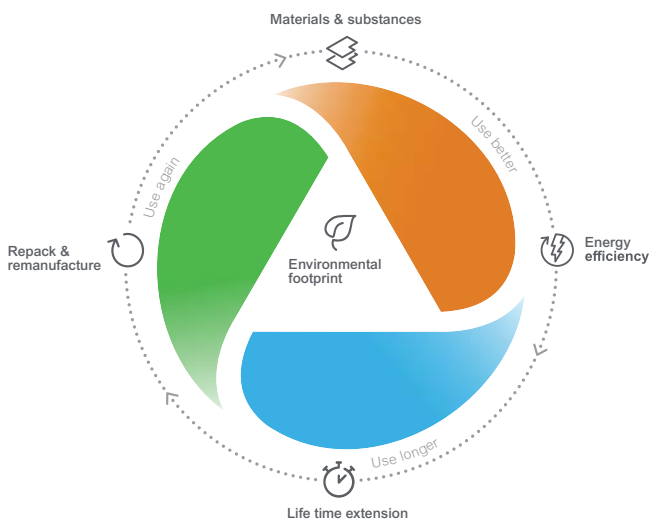 Materials & substances
Use better
Use again
Energy
efficiency
Repack &
remanufacture
Environmental
footprint
Use longer
Life time extension